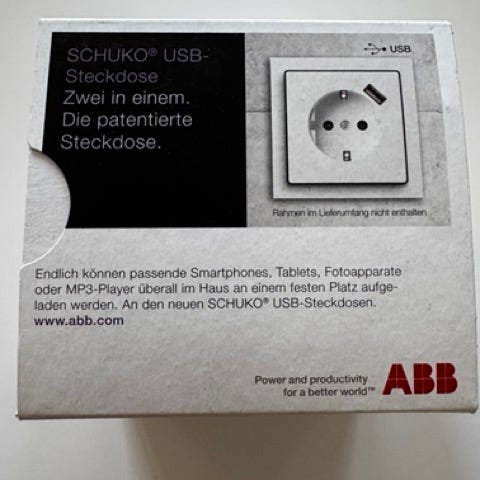 SCHUKO® USB-
Steckdose
Zwei in einem.
Die patentierte
Steckdose.
USB
Rahmen im Lieferumfang nicht enthalten
Endlich können passende Smartphones, Tablets, Fotoapparate
oder MP3-Player überall im Haus an einem festen Platz aufge-
laden werden. An den neuen SCHUKO® USB-Steckdosen.
www.abb.com
Power and productivity
for a better world™
ABB